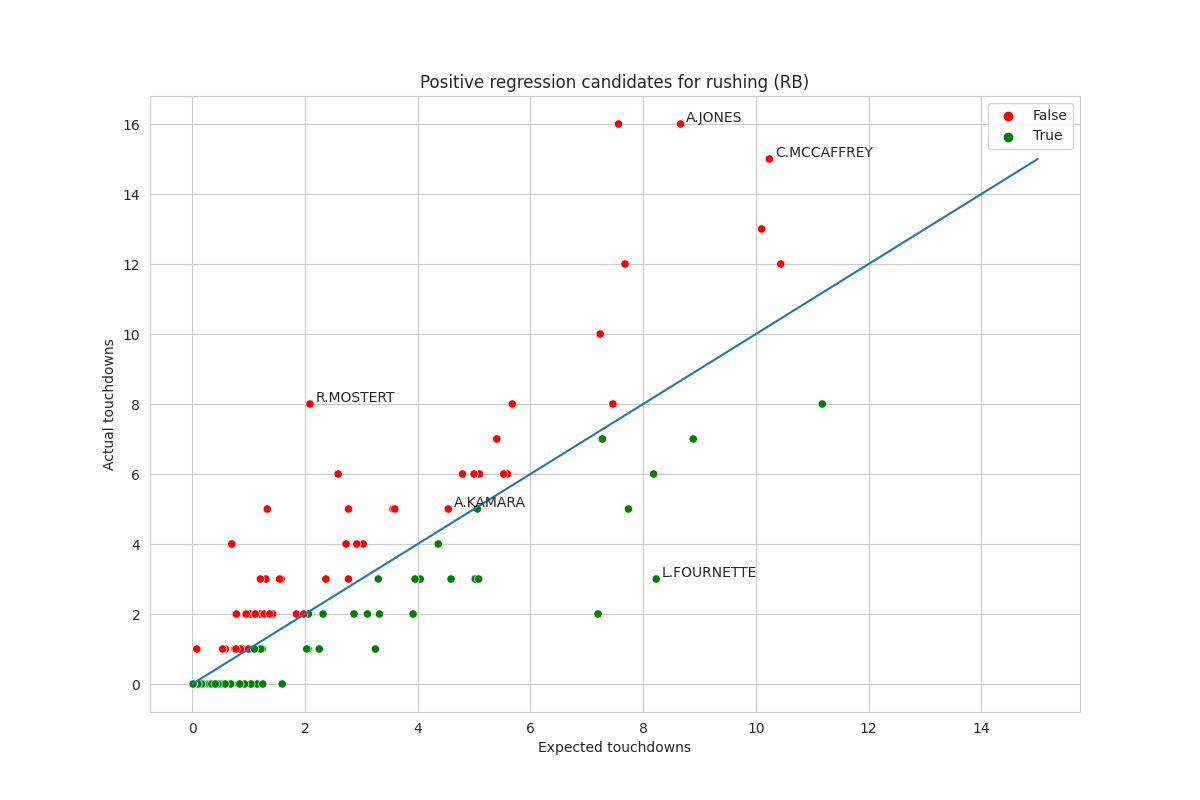 Positive regression candidates for rushing (RB)
False
True
A.JONES
C.MCCAFFREY
R.MOSTERT
A.KAMARA
L.FOURNETTE
Actual touchdowns
16
14
12
10
8
6
4
2
0
0 2 4 6 8 10 12 14
Expected touchdowns